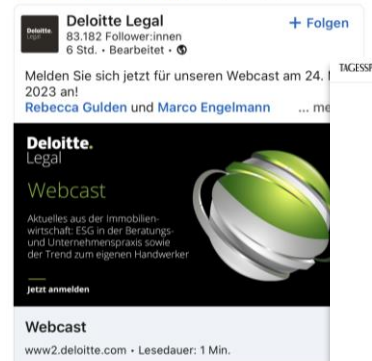 Deloitte.
Legal
Deloitte Legal
+ Folgen
83.182 Follower:innen
6 Std. • Bearbeitet •
Melden Sie sich jetzt für unseren Webcast am 24.
2023 an!
Rebecca Gulden und Marco Engelmann ... me
TAGESSP
Deloitte.
Legal
Webcast
Aktuelles aus der Immobilien-
wirtschaft: ESG in der Beratungs-
und Unternehmenspraxis sowie
der Trend zum eigenen Handwerker
Jetzt anmelden
Webcast
www2.deloitte.com • Lesedauer: 1 Min.